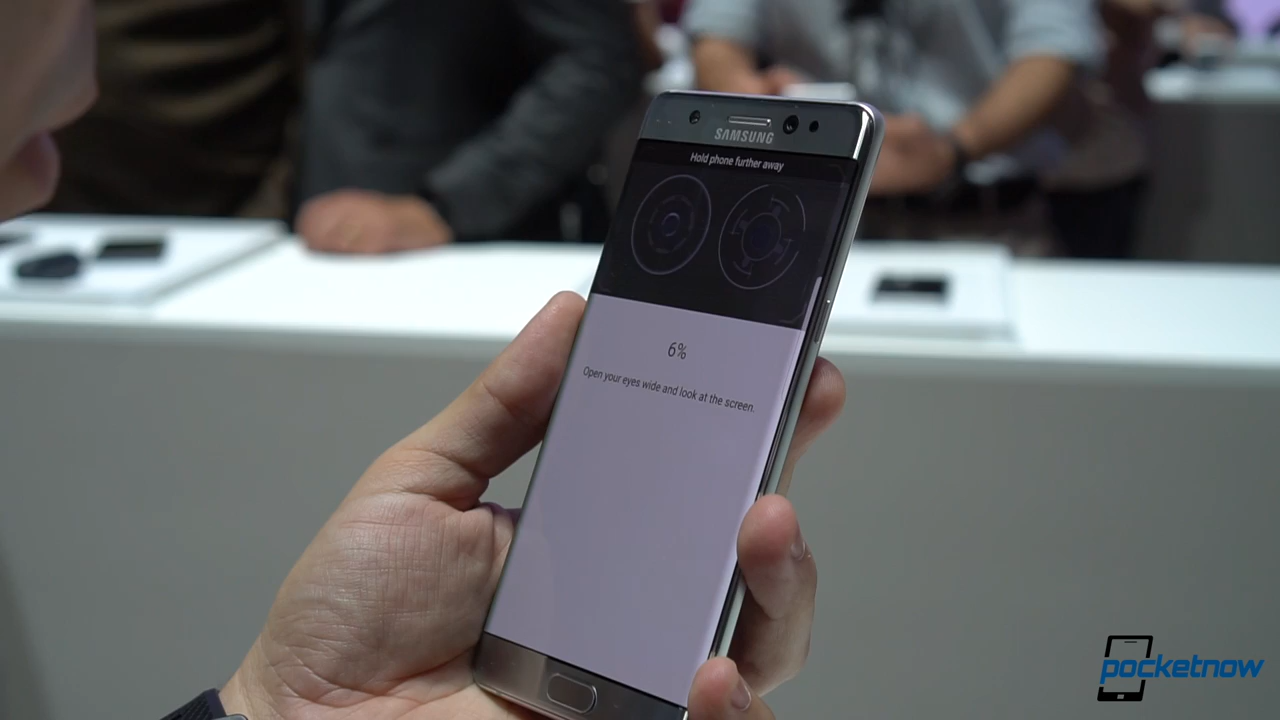 SAMSUNG
Hold phone further away
6%
Open your eyes wide and look at the screen.
pocketnow